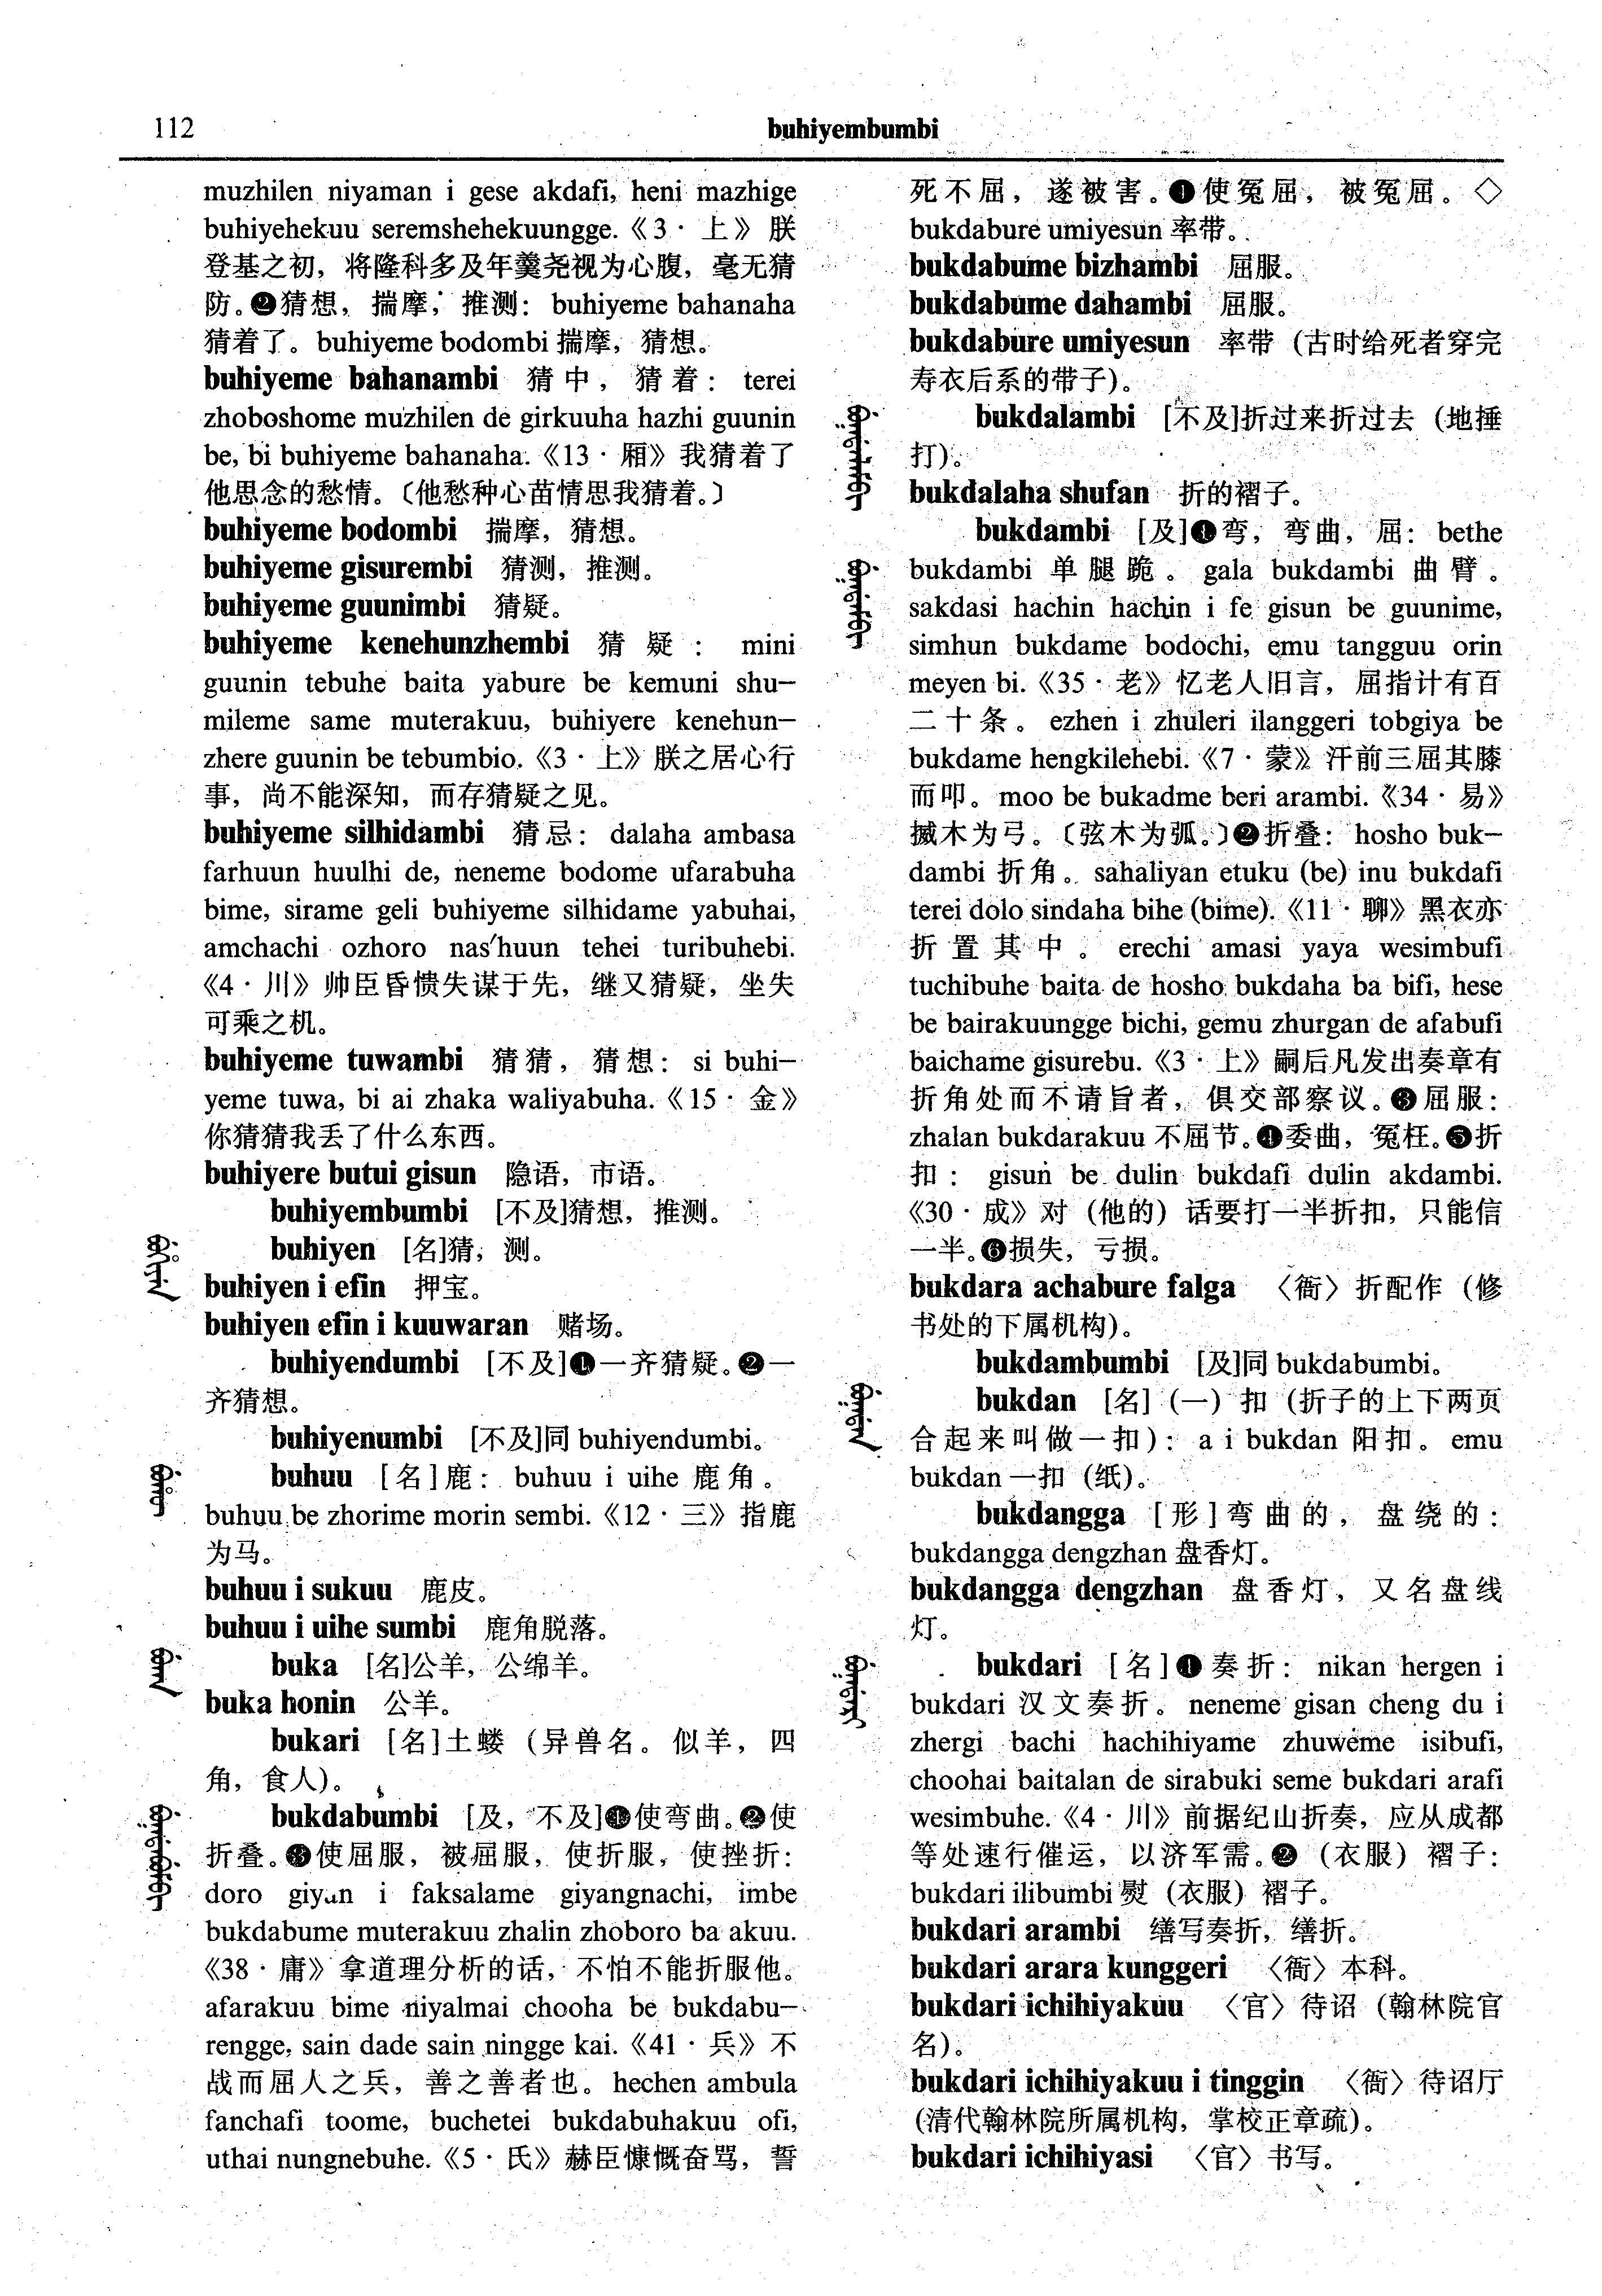 112
buhiyembumbi
muzhilen niyaman i gese akdafi, heni mazhige
buhiyehekuu seremshehekuungge.《3 · 上》朕
登基之初，将隆科多及年羹尧视为心腹，毫无猜
防。❷猜想，揣摩，推测：buhiyeme bahanaha
猜着了。buhiyeme bodombi 揣摩，猜想。
buhiyeme bahanambi 猜中，猜着：terei
zhoboshome muzhilen de girkuuha hazhi guunin
be, bi buhiyeme bahanaha.《13 · 厢》我猜着了
他思念的愁情。〔他愁种心苗情思我猜着。〕
buhiyeme bodombi 揣摩，猜想。
buhiyeme gisurembi 猜测，推测。
buhiyeme guunimbi 猜疑。
buhiyeme kenehunzhembi 猜疑：mini
guunin tebuhe baita yabure be kemuni shu—
mileme same muterakuu, buhiyere kenehun—
zhere guunin be tebumbio.《3 · 上》朕之居心行
事，尚不能深知，而存猜疑之见。
buhiyeme silhidambi 猜忌：dalaha ambasa
farhuun huulhi de, neneme bodome ufarabuha
bime, sirame geli buhiyeme silhidame yabuhai,
amchachi ozhoro nas'huun tehei turibuhebi.
《4 · 川》帅臣昏愦失谋于先，继又猜疑，坐失
可乘之机。
buhiyeme tuwambi 猜猜，猜想：si buhi—
yeme tuwa, bi ai zhaka waliyabuha.《15 · 金》
你猜猜我丢了什么东西。
buhiyere butui gisun 隐语，市语。
buhiyembumbi [不及]猜想，推测。
buhiyen [名]猜，测。
buhiyen i efin 押宝。
buhiyen efin i kuuwaran 赌场。
buhiyendumbi [不及]❶一齐猜疑。❷一
齐猜想。
buhiyenumbi [不及]同 buhiyendumbi。
buhuu [名]鹿：buhuu i uihe 鹿角。
buhuu be zhorime morin sembi.《12 · 三》指鹿
为马。
buhuu i sukuu 鹿皮。
buhuu i uihe sumbi 鹿角脱落。
buka [名]公羊，公绵羊。
buka honin 公羊。
bukari [名]土蝼（异兽名。似羊，四
角，食人）。
bukdabumbi [及，不及]❶使弯曲。❷使
折叠。❸使屈服，被屈服，使折服，使挫折：
doro giyan i faksalame giyangnachi, imbe
bukdabume muterakuu zhalin zhoboro ba akuu.
《38 · 庸》拿道理分析的话，不怕不能折服他。
afarakuu bime niyalmai chooha be bukdabu—
rengge, sain dade sain ningge kai.《41 · 兵》不
战而屈人之兵，善之善者也。hechen ambula
fanchafi toome, buchetei bukdabuhakuu ofi,
uthai nungnebuhe.《5 · 氏》赫臣慷慨奋骂，誓
死不屈，遂被害。❹使冤屈，被冤屈。◇
bukdabure umiyesun 率带。
bukdabume bizhambi 屈服。
bukdabume dahambi 屈服。
bukdabure umiyesun 率带（古时给死者穿完
寿衣后系的带子）。
bukdalambi [不及]折过来折过去（地捶
打）。
bukdalaha shufan 折的褶子。
bukdambi [及]❶弯，弯曲，屈：bethe
bukdambi 单腿跪。gala bukdambi 曲臂。
sakdasi hachin hachin i fe gisun be guunime,
simhun bukdame bodochi, emu tangguu orin
meyen bi.《35 · 老》忆老人旧言，屈指计有百
二十条。ezhen i zhuleri ilanggeri tobgiya be
bukdame hengkilehebi.《7 · 蒙》汗前三屈其膝
而叩。moo be bukadme beri arambi.《34 · 易》
搣木为弓。〔弦木为弧。〕❷折叠：hosho buk—
dambi 折角。sahaliyan etuku (be) inu bukdafi
terei dolo sindaha bihe (bime).《11 · 聊》黑衣亦
折置其中。erechi amasi yaya wesimbufi
tuchibuhe baita de hosho bukdaha ba bifi, hese
be bairakuungge bichi, gemu zhurgan de afabufi
baichame gisurebu.《3 · 上》嗣后凡发出奏章有
折角处而不请旨者，俱交部察议。❸屈服：
zhalan bukdarakuu 不屈节。❹委曲，冤枉。❺折
扣：gisun be dulin bukdafi dulin akdambi.
《30 · 成》对（他的）话要打一半折扣，只能信
一半。❻损失，亏损。
bukdara achabure falga 〈衙〉折配作（修
书处的下属机构）。
bukdambumbi [及]同 bukdabumbi。
bukdan [名]（一）扣（折子的上下两页
合起来叫做一扣）：a i bukdan 阳扣。emu
bukdan 一扣（纸）。
bukdangga [形]弯曲的，盘绕的：
bukdangga dengzhan 盘香灯。
bukdangga dengzhan 盘香灯，又名盘线
灯。
bukdari [名]❶奏折：nikan hergen i
bukdari 汉文奏折。neneme gisan cheng du i
zhergi bachi hachihiyame zhuweme isibufi,
choohai baitalan de sirabuki seme bukdari arafi
wesimbuhe.《4 · 川》前据纪山折奏，应从成都
等处速行催运，以济军需。❷（衣服）褶子：
bukdari ilibumbi 熨（衣服）褶子。
bukdari arambi 缮写奏折，缮折。
bukdari arara kunggeri 〈衙〉本科。
bukdari ichihiyakuu 〈官〉待诏（翰林院官
名）。
bukdari ichihiyakuu i tinggin 〈衙〉待诏厅
（清代翰林院所属机构，掌校正章疏）。
bukdari ichihiyasi 〈官〉书写。